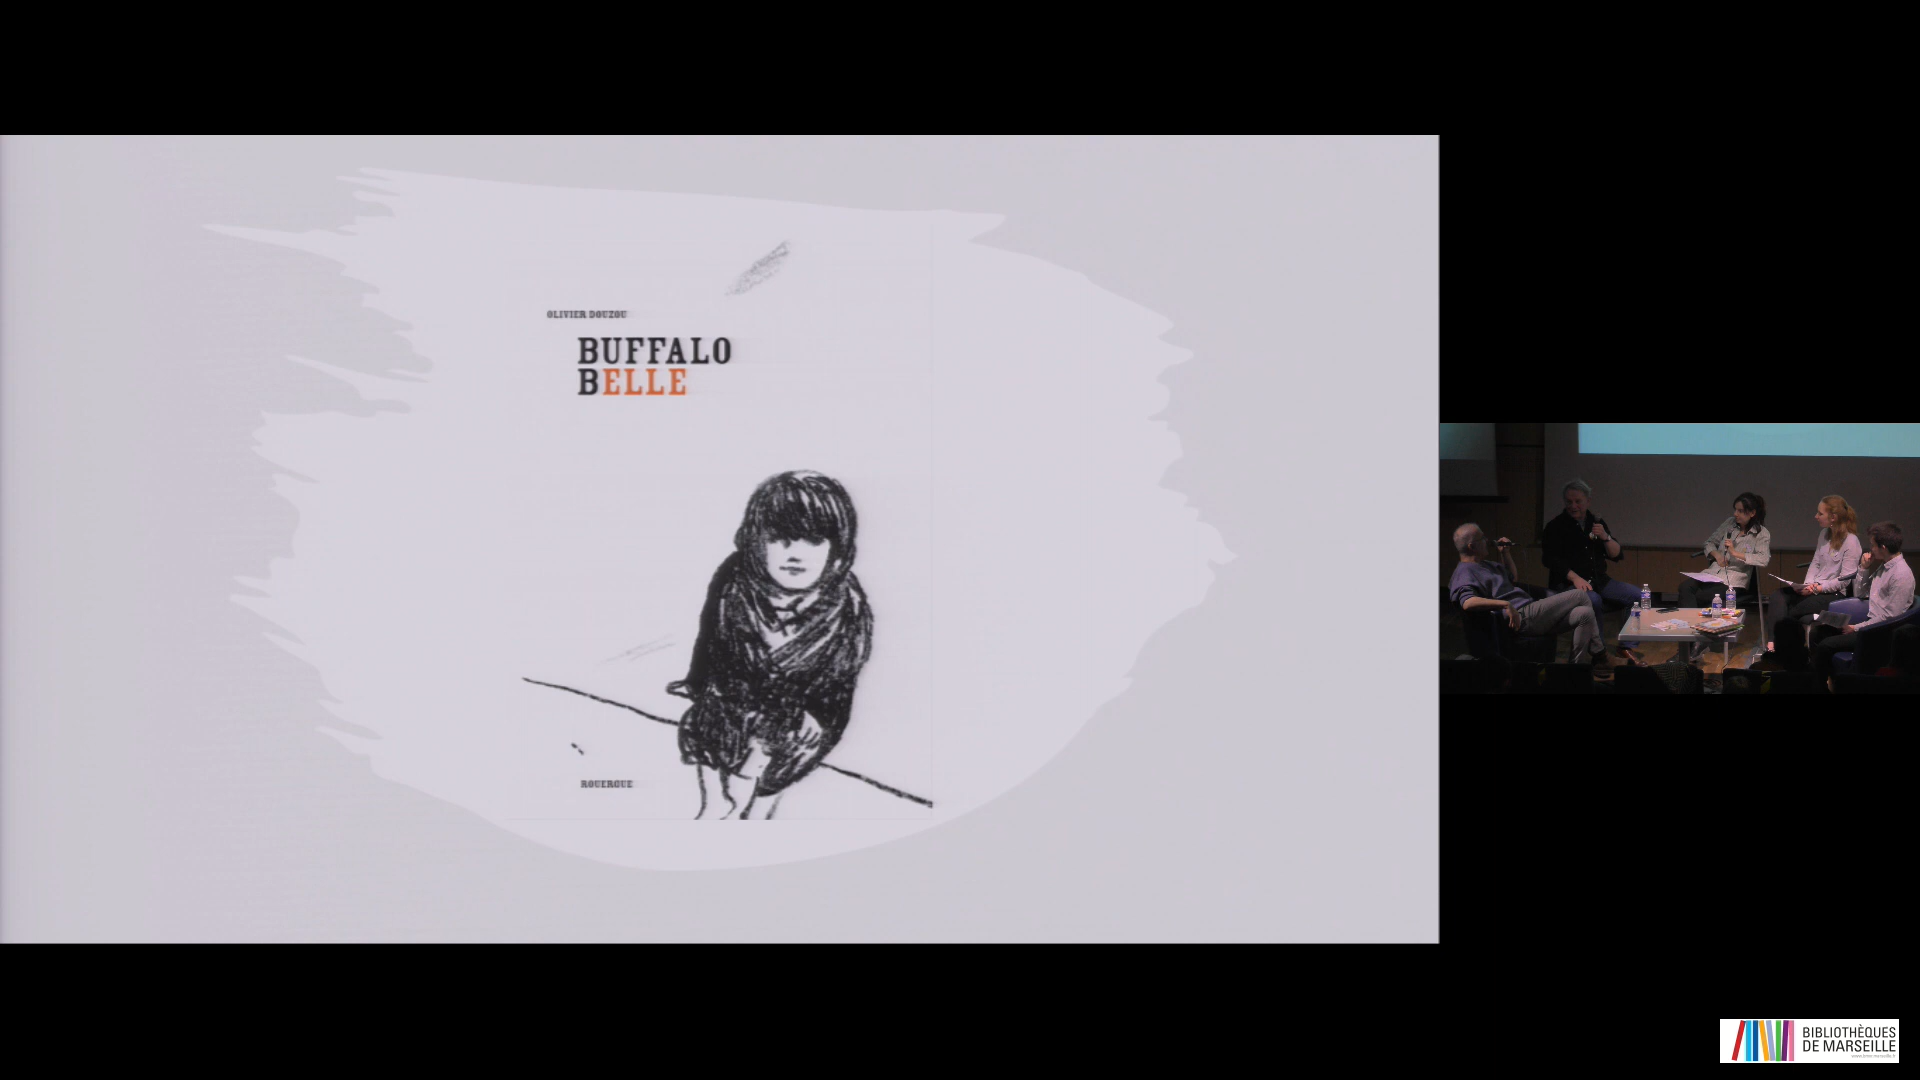 OLIVIER DOUZOU
BUFFALO
BELLE
ROUERGUE
BIBLIOTHÈQUES
DE MARSEILLE